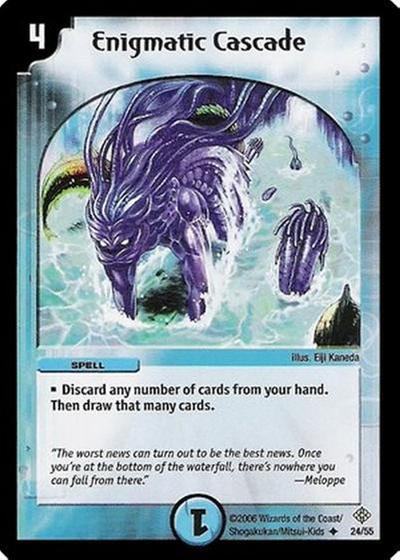 4 Enigmatic Cascade
illus. Eiji Kaneda
SPELL
▪ Discard any number of cards from your hand.
Then draw that many cards.
"The worst news can turn out to be the best news. Once
you're at the bottom of the waterfall, there's nowhere you
can fall from there." —Meloppe
1
©2006 Wizards of the Coast/
Shogakukan/Mitsui-Kids ✦ 24/55